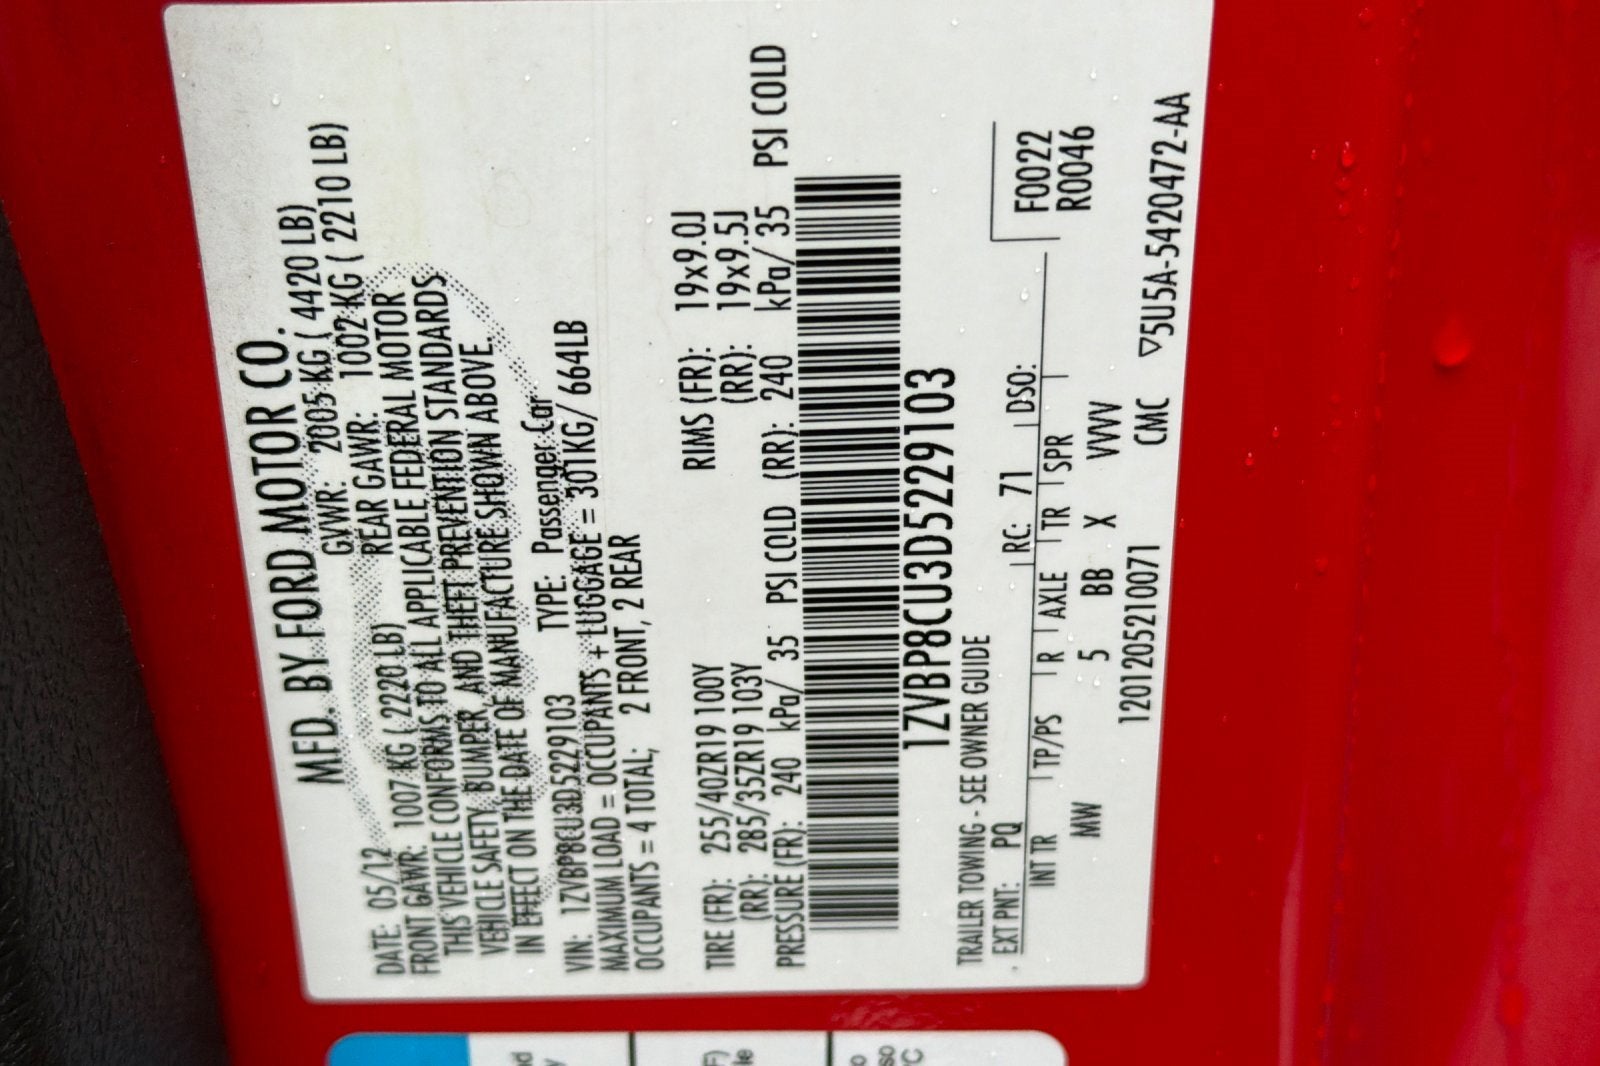 MFD. BY FORD MOTOR CO.
DATE: 05/12 GVWR: 2005 KG ( 4420 LB)
FRONT GAWR: 1007 KG ( 2220 LB) REAR GAWR: 1002 KG ( 2210 LB)
THIS VEHICLE CONFORMS TO ALL APPLICABLE FEDERAL MOTOR
VEHICLE SAFETY, BUMPER, AND THEFT PREVENTION STANDARDS
IN EFFECT ON THE DATE OF MANUFACTURE SHOWN ABOVE.
VIN: 1ZVBP8CU3D5229103 TYPE: Passenger Car
MAXIMUM LOAD = OCCUPANTS + LUGGAGE = 301KG/ 664LB
OCCUPANTS = 4 TOTAL; 2 FRONT, 2 REAR
TIRE (FR): 255/40ZR19 100Y RIMS (FR): 19x9.0J
(RR): 285/35ZR19 103Y (RR): 19x9.5J
PRESSURE (FR): 240 kPa/ 35 PSI COLD (RR): 240 kPa/ 35 PSI COLD
1ZVBP8CU3D5229103
TRAILER TOWING - SEE OWNER GUIDE
EXT PNT: PQ RC: 71 DSO: F0022
R0046
INT TR TP/PS R AXLE TR SPR
MW 5 BB X VVVV
1201205210071 CMC ▽5U5A-5420472-AA